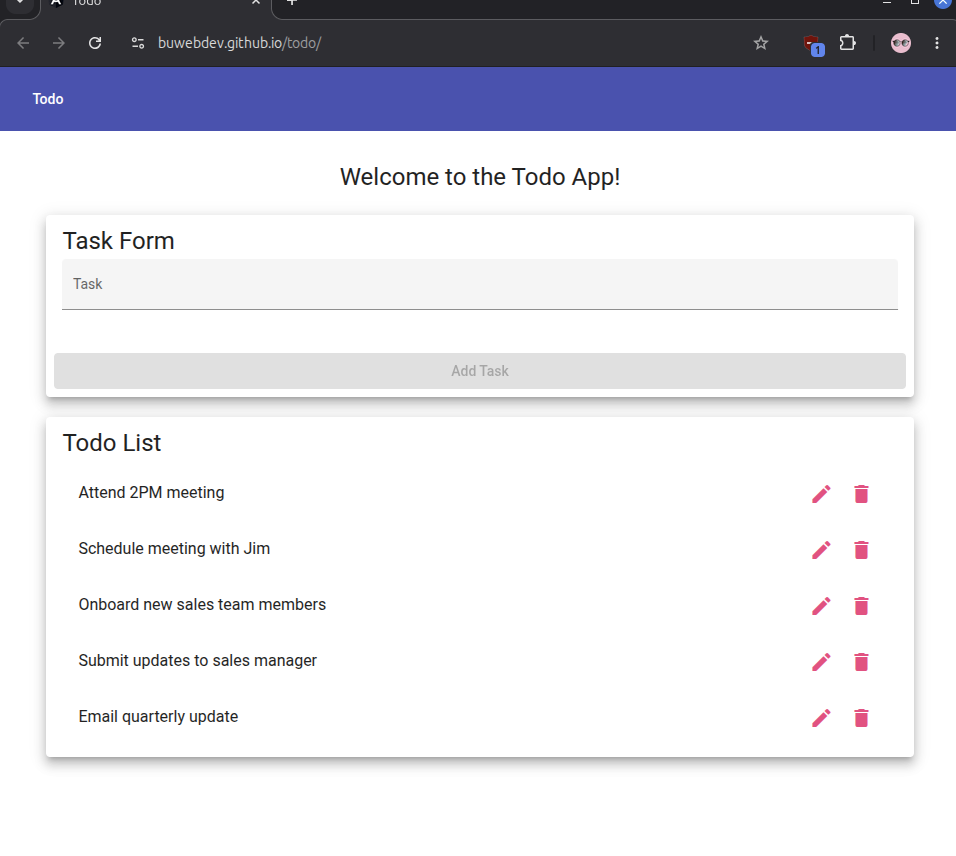 Todo
buwebdev.github.io/todo/
1
Todo
Welcome to the Todo App!
Task Form
Task
Add Task
Todo List
Attend 2PM meeting
Schedule meeting with Jim
Onboard new sales team members
Submit updates to sales manager
Email quarterly update